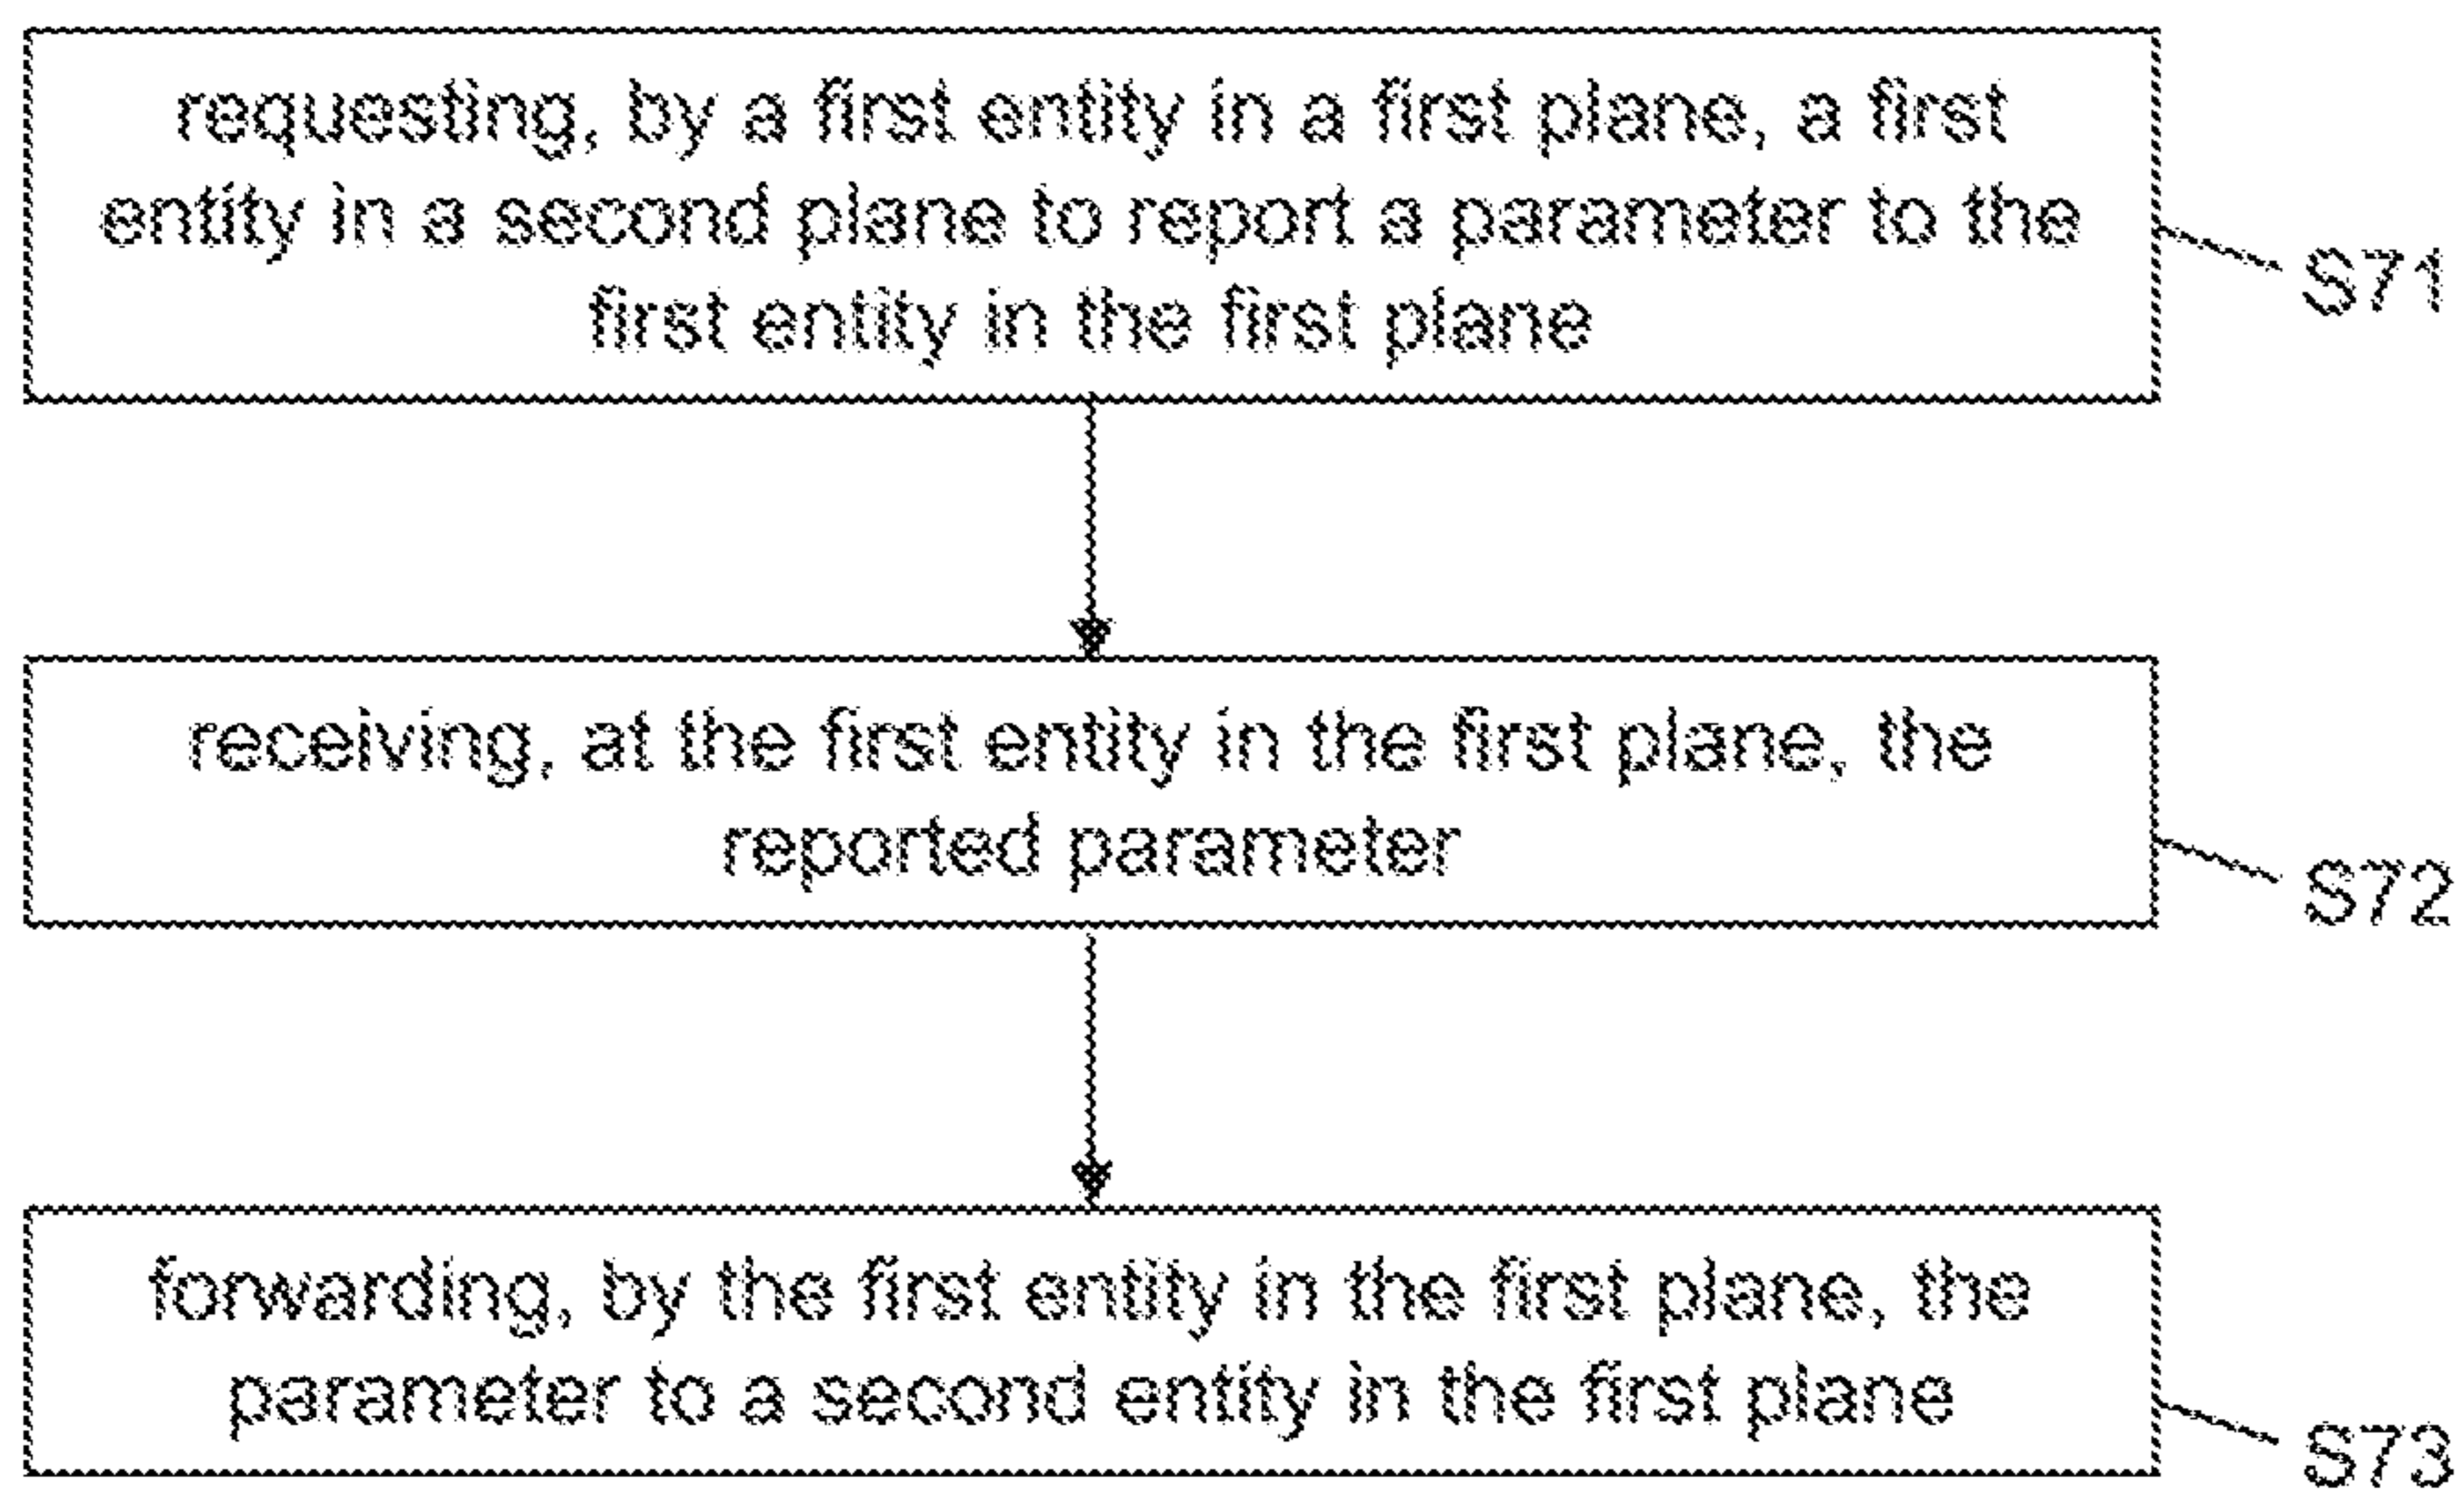 requesting, by a first entity in a first plane, a first
entity in a second plane to report a parameter to the
first entity in the first plane
S71
receiving, at the first entity in the first plane, the
reported parameter
S72
forwarding, by the first entity in the first plane, the
parameter to a second entity in the first plane
S73